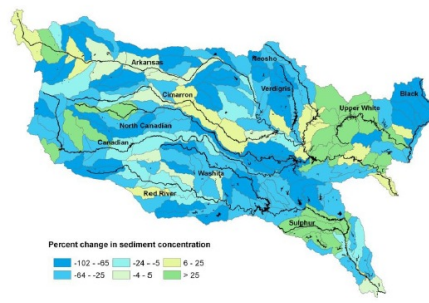 Arkansas
Neosho
Verdigris
Cimarron
Black
Upper White
North Canadian
Canadian
Washita
Red River
Sulphur
Percent change in sediment concentration
-102 - -65 -24 - -5 6 - 25
-64 - -25 -4 - 5 > 25